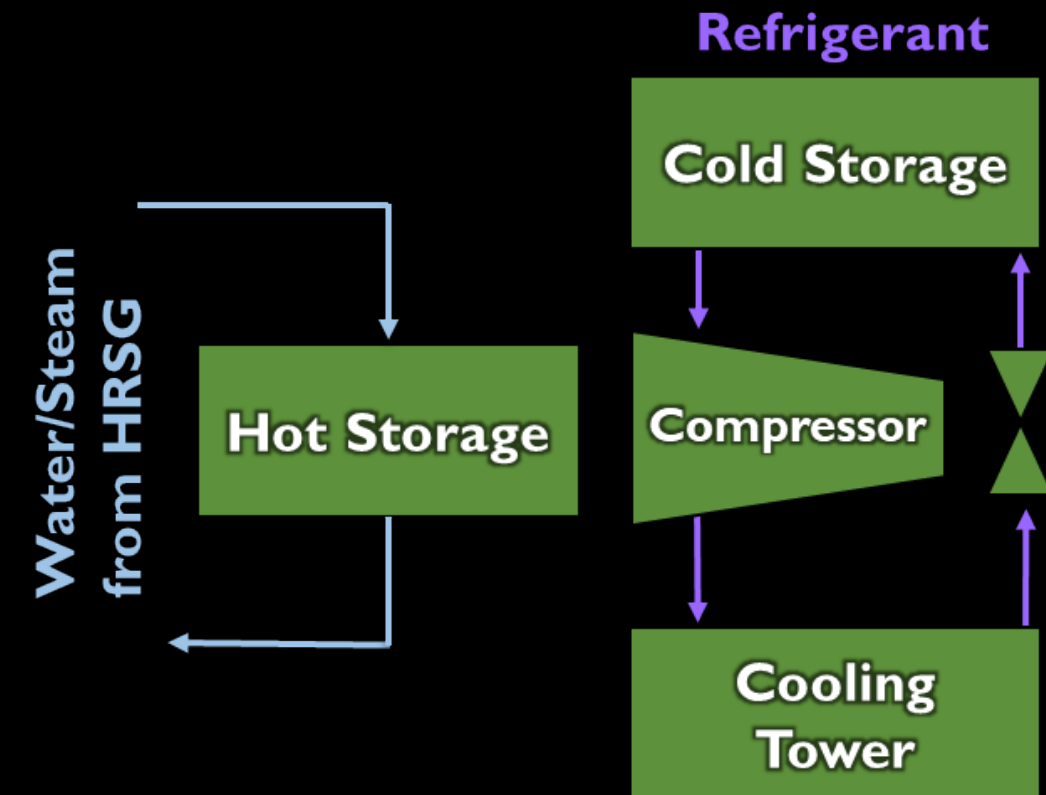 Refrigerant
Cold Storage
Water/Steam
from HRSG
Hot Storage
Compressor
Cooling
Tower